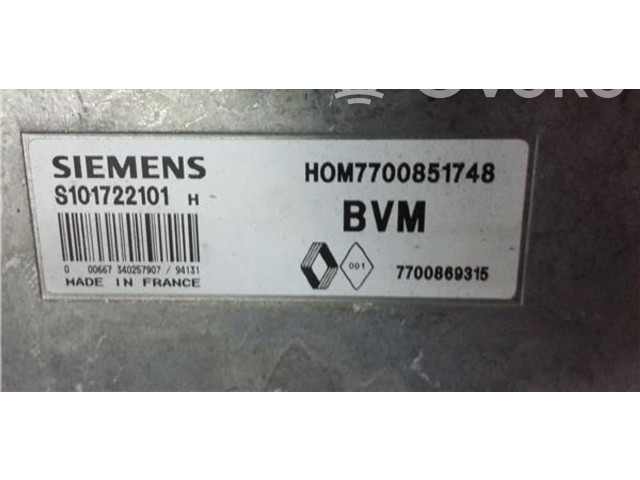 SIEMENS
S101722101 H
0 00667 340257907 / 94131
MADE IN FRANCE
HOM7700851748
BVM
001
7700869315